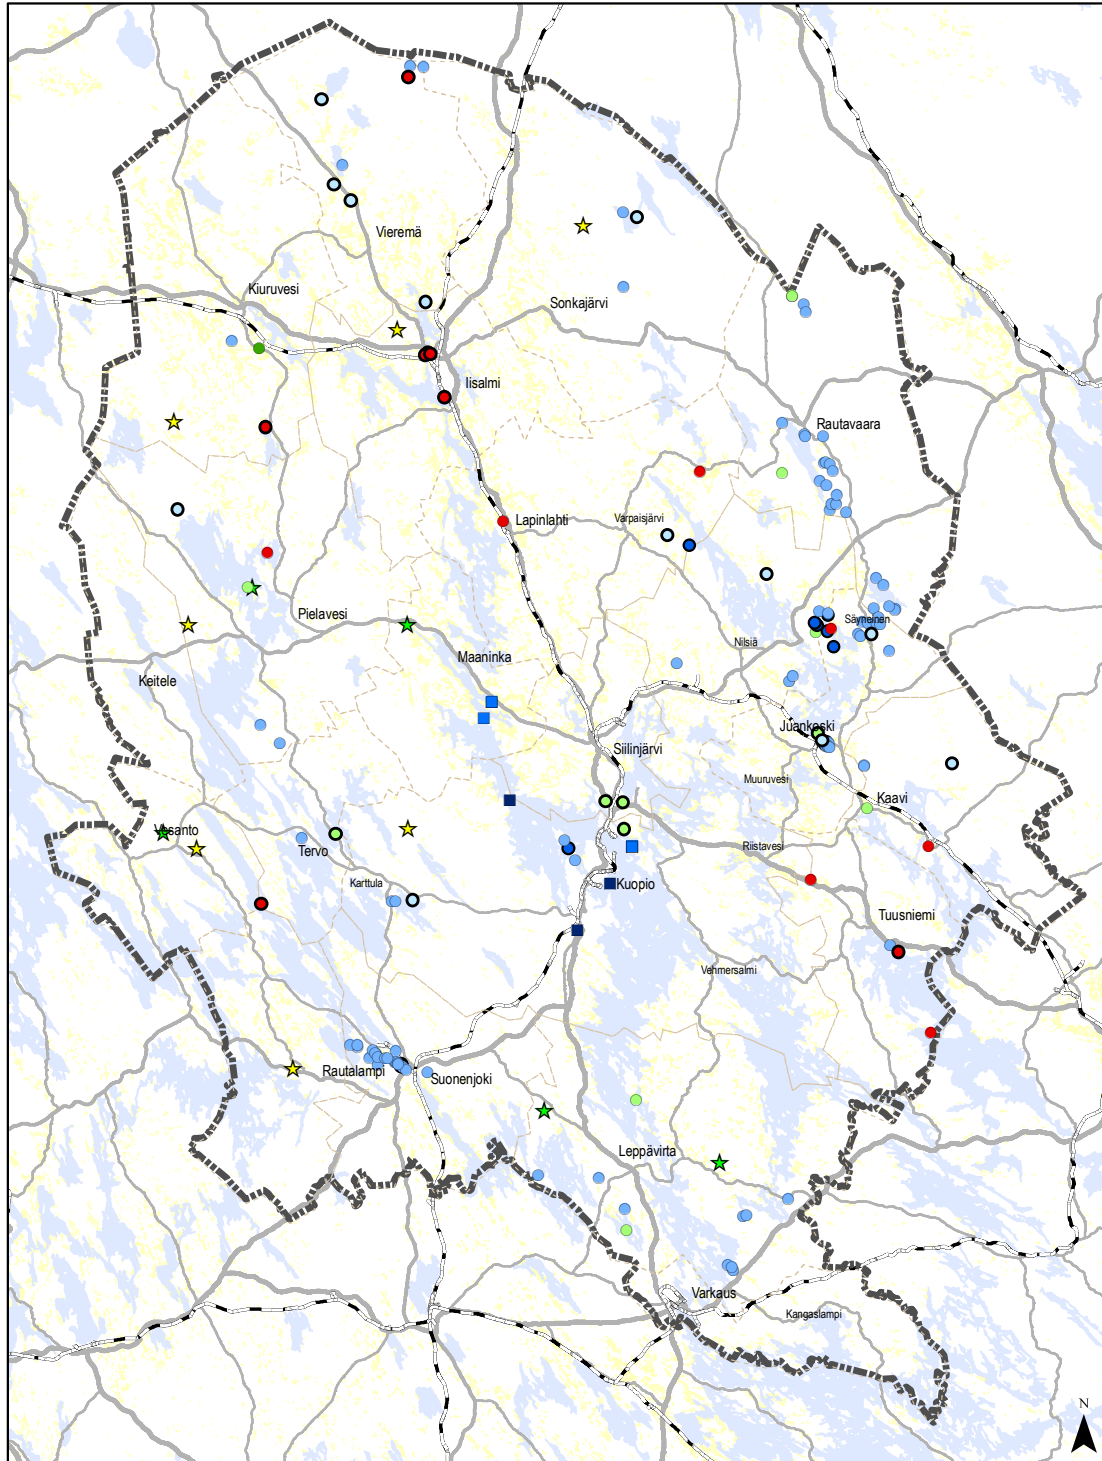 Vieremä
Kiuruvesi
Sonkajärvi
Iisalmi
Rautavaara
Lapinlahti
Varpaisjärvi
Pielavesi
Säyneinen
Nilsiä
Maaninka
Keitele
Juankoski
Siilinjärvi
Muuruvesi
Kaavi
Vesanto
Tervo
Riistavesi
Karttula
Kuopio
Tuusniemi
Vehmersalmi
Rautalampi
Suonenjoki
Leppävirta
Varkaus
Kangaslampi
N